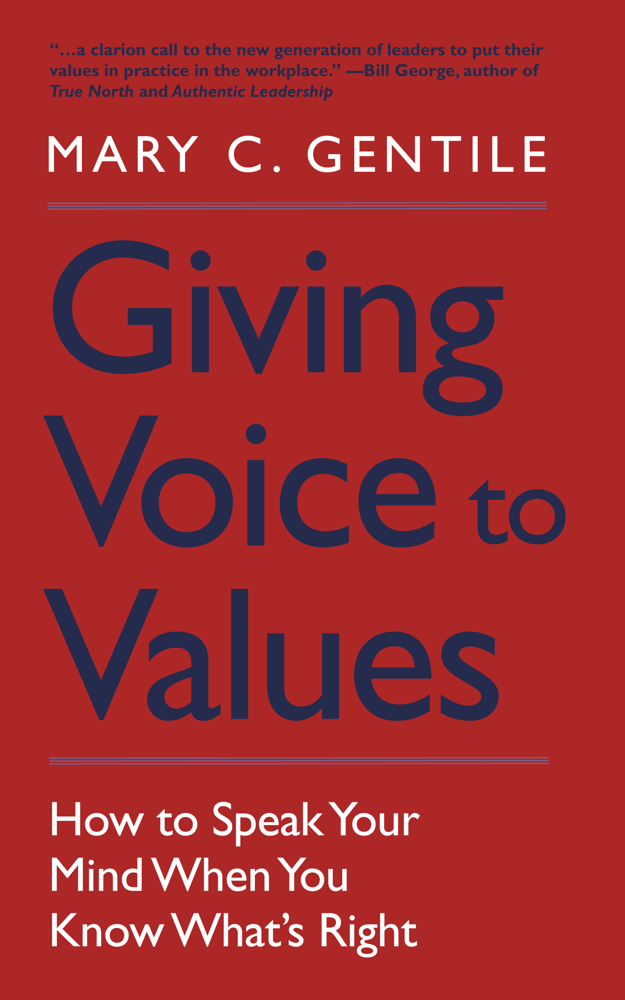 “...a clarion call to the new generation of leaders to put their
values in practice in the workplace.” —Bill George, author of
True North and Authentic Leadership
MARY C. GENTILE
Giving
Voice to
Values
How to Speak Your
Mind When You
Know What’s Right